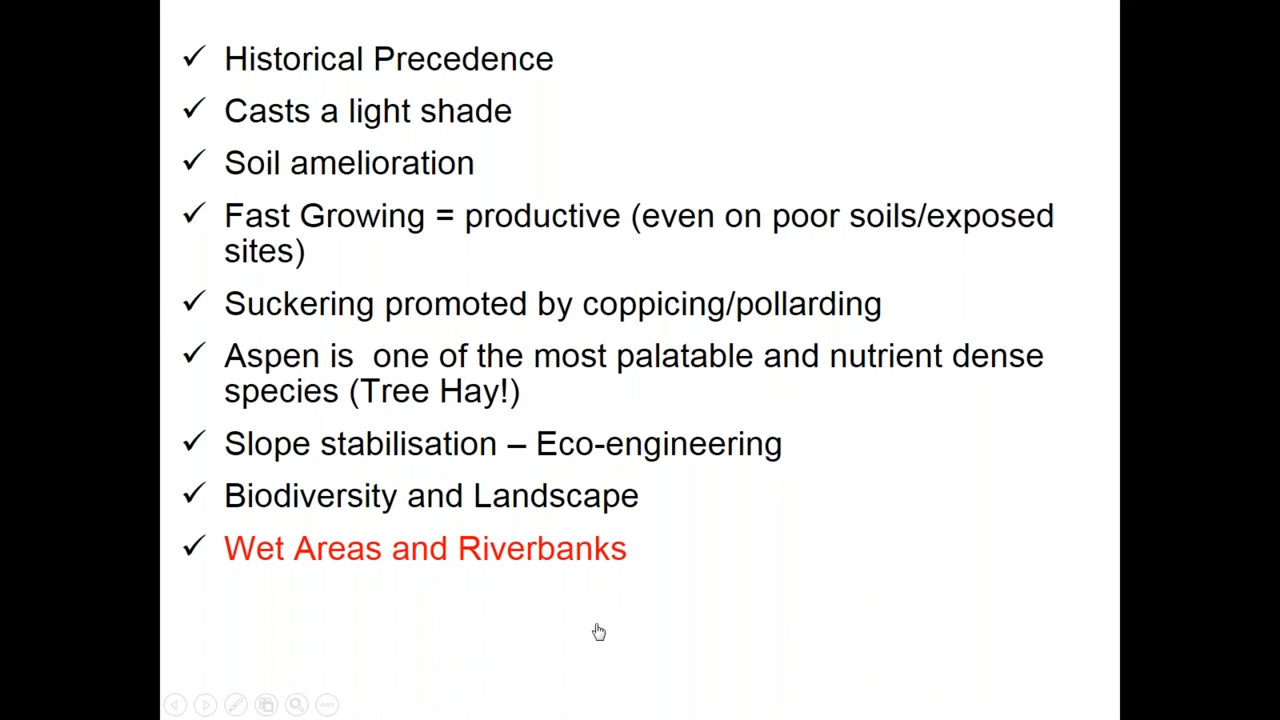 ✓ Historical Precedence
✓ Casts a light shade
✓ Soil amelioration
✓ Fast Growing = productive (even on poor soils/exposed
sites)
✓ Suckering promoted by coppicing/pollarding
✓ Aspen is  one of the most palatable and nutrient dense
species (Tree Hay!)
✓ Slope stabilisation – Eco-engineering
✓ Biodiversity and Landscape
✓ Wet Areas and Riverbanks